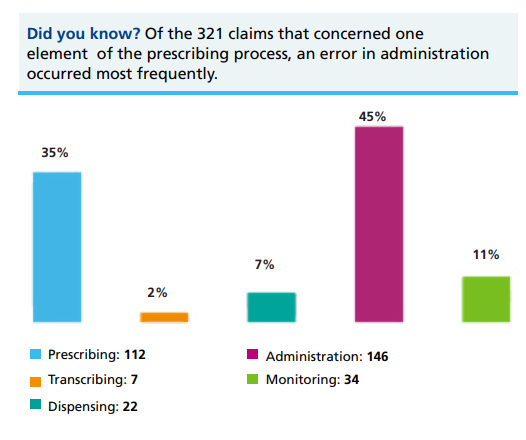 Did you know? Of the 321 claims that concerned one
element of the prescribing process, an error in administration
occurred most frequently.
45%
35%
11%
7%
2%
Prescribing: 112
Administration: 146
Transcribing: 7
Monitoring: 34
Dispensing: 22